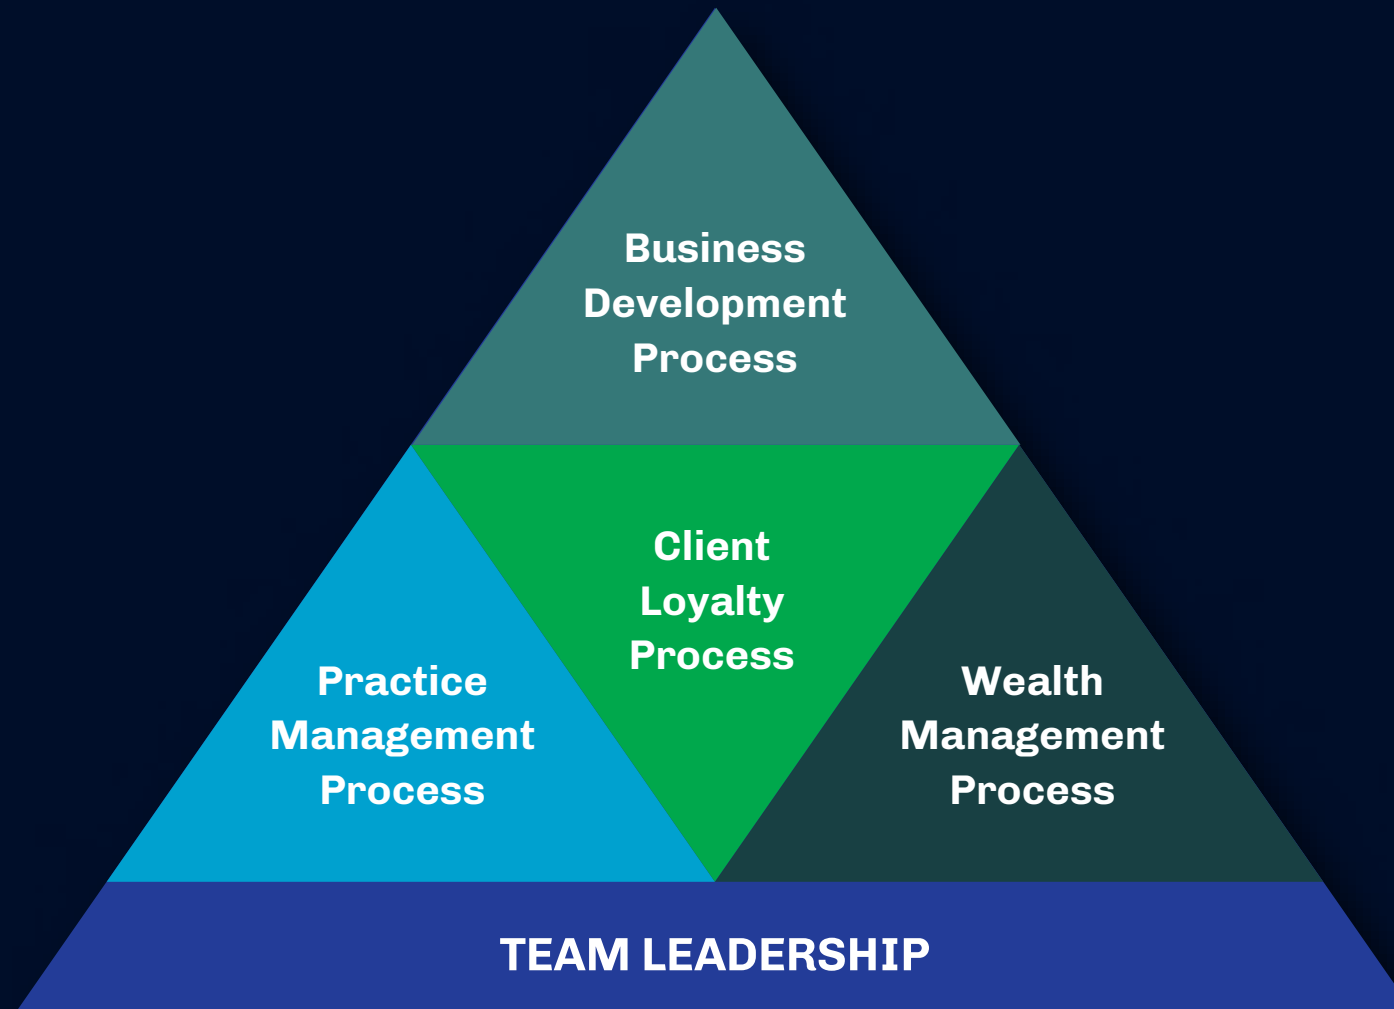 Business
Development
Process
Client
Loyalty
Process
Practice
Management
Process
Wealth
Management
Process
TEAM LEADERSHIP